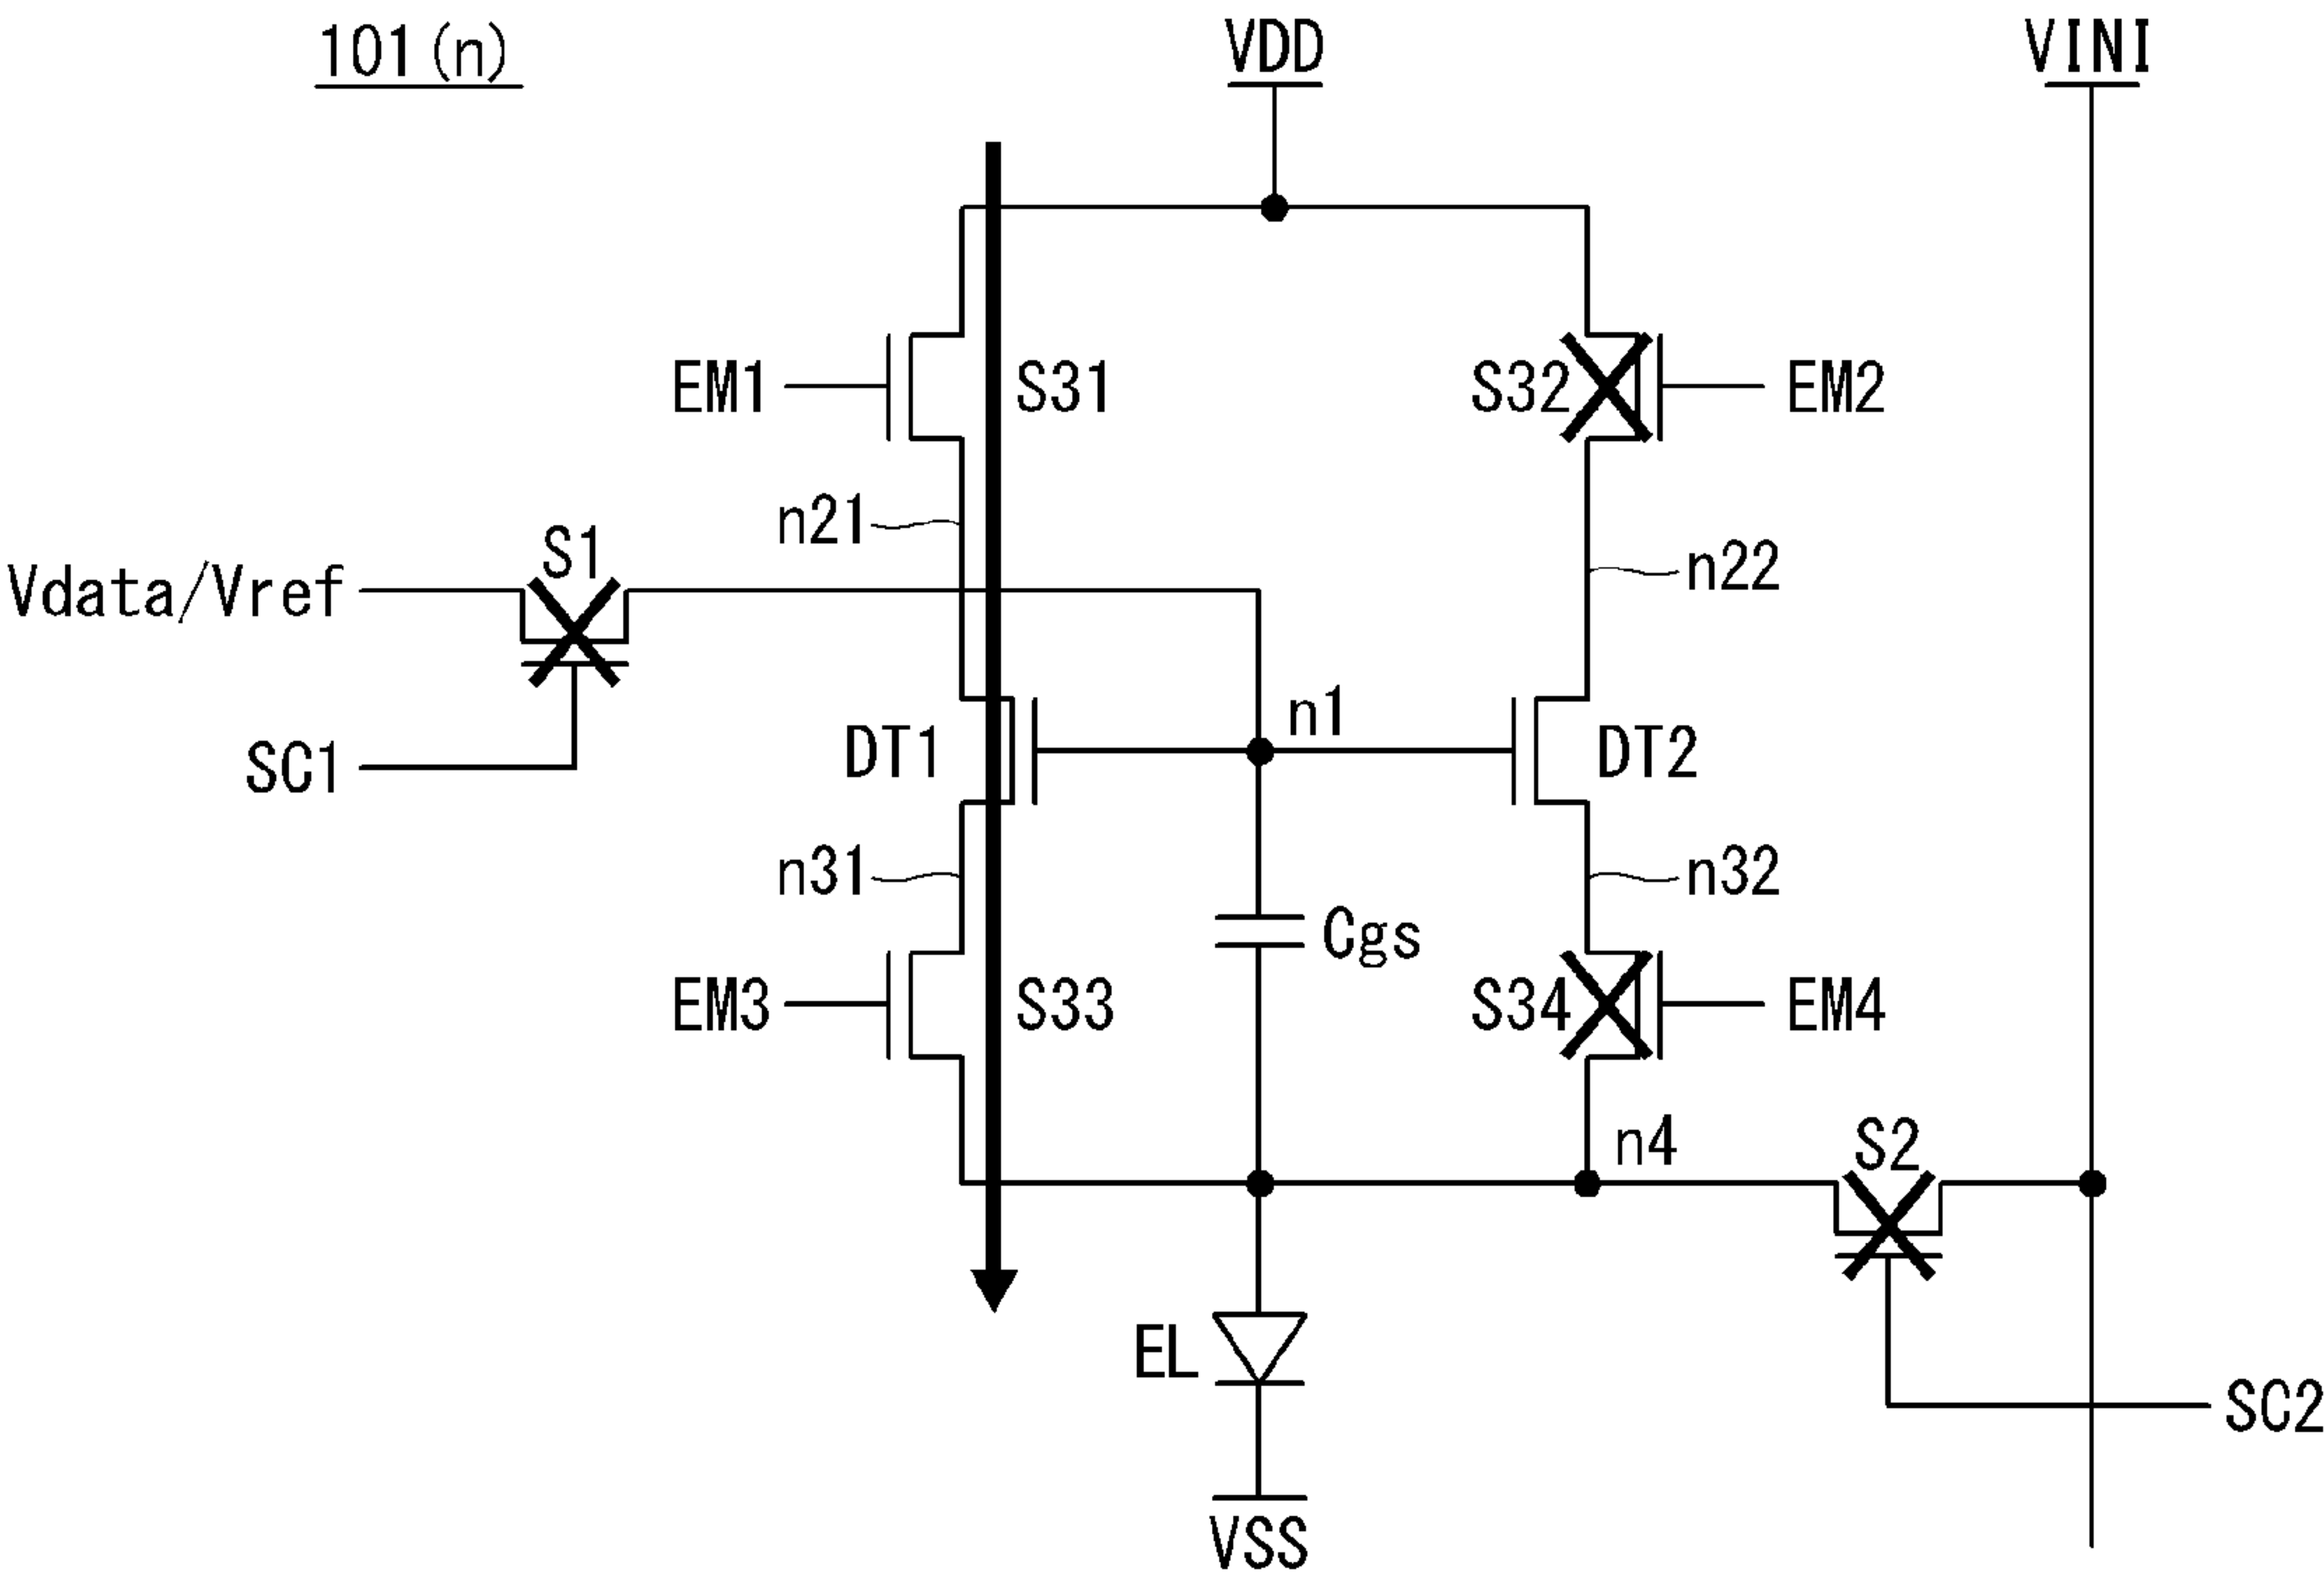 101(n)
VDD
VINI
EM1
S31
S32
EM2
n21
S1
n22
Vdata/Vref
n1
DT1
DT2
SC1
n31
n32
Cgs
EM3
S33
S34
EM4
n4
S2
EL
SC2
VSS